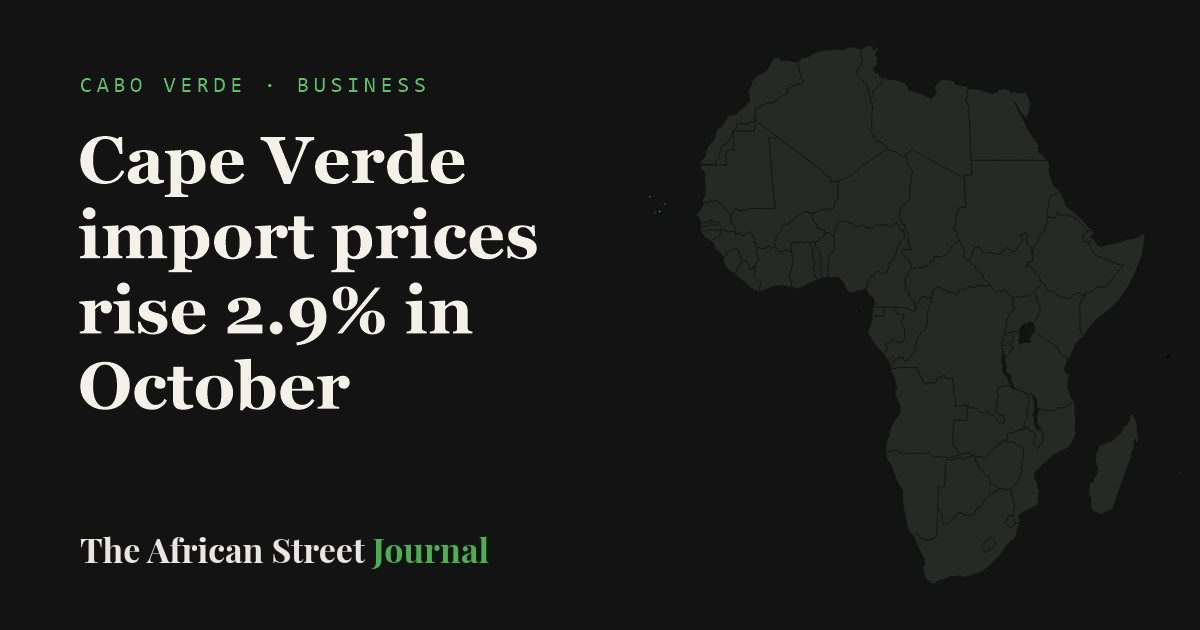 CABO VERDE · BUSINESS
Cape Verde
import prices
rise 2.9% in
October
The African Street Journal